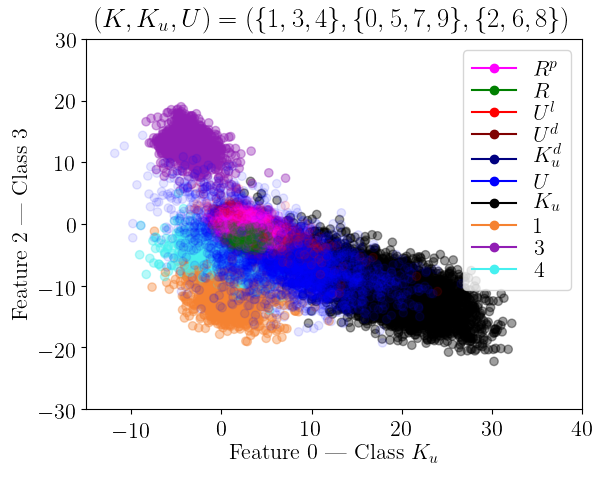 (K, K_u, U) = ({1, 3, 4}, {0, 5, 7, 9}, {2, 6, 8})
30
20
10
0
−10
−20
−30
Feature 2 — Class 3
R^p
R
U^l
U^d
K_u^d
U
K_u
1
3
4
−10
0
10
20
30
40
Feature 0 — Class K_u